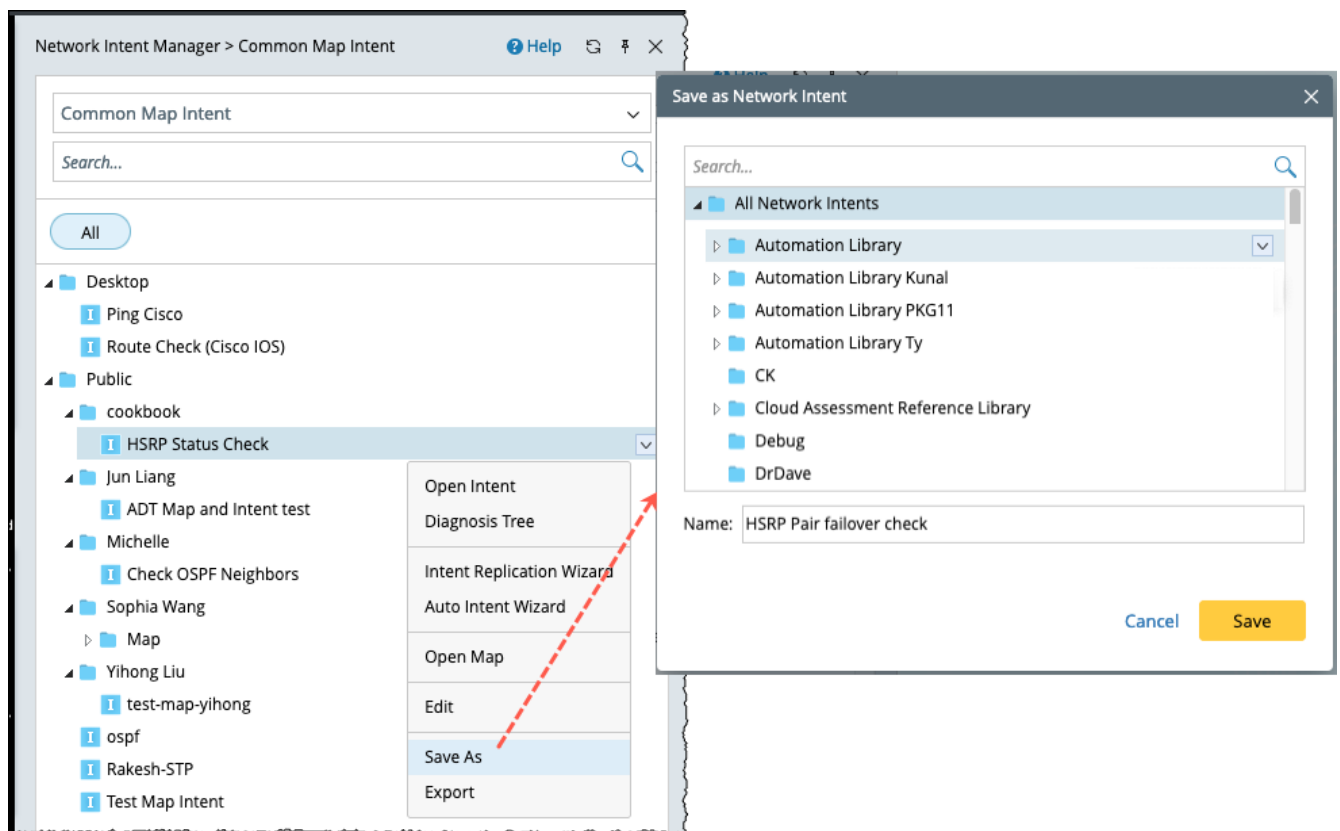 Network Intent Manager > Common Map Intent
Help
Common Map Intent
Search...
All
Desktop
Ping Cisco
Route Check (Cisco IOS)
Public
cookbook
HSRP Status Check
Jun Liang
ADT Map and Intent test
Michelle
Check OSPF Neighbors
Sophia Wang
Map
Yihong Liu
test-map-yihong
ospf
Rakesh-STP
Test Map Intent
Open Intent
Diagnosis Tree
Intent Replication Wizard
Auto Intent Wizard
Open Map
Edit
Save As
Export
Save as Network Intent
Search...
All Network Intents
Automation Library
Automation Library Kunal
Automation Library PKG11
Automation Library Ty
CK
Cloud Assessment Reference Library
Debug
DrDave
Name: HSRP Pair failover check
Cancel
Save